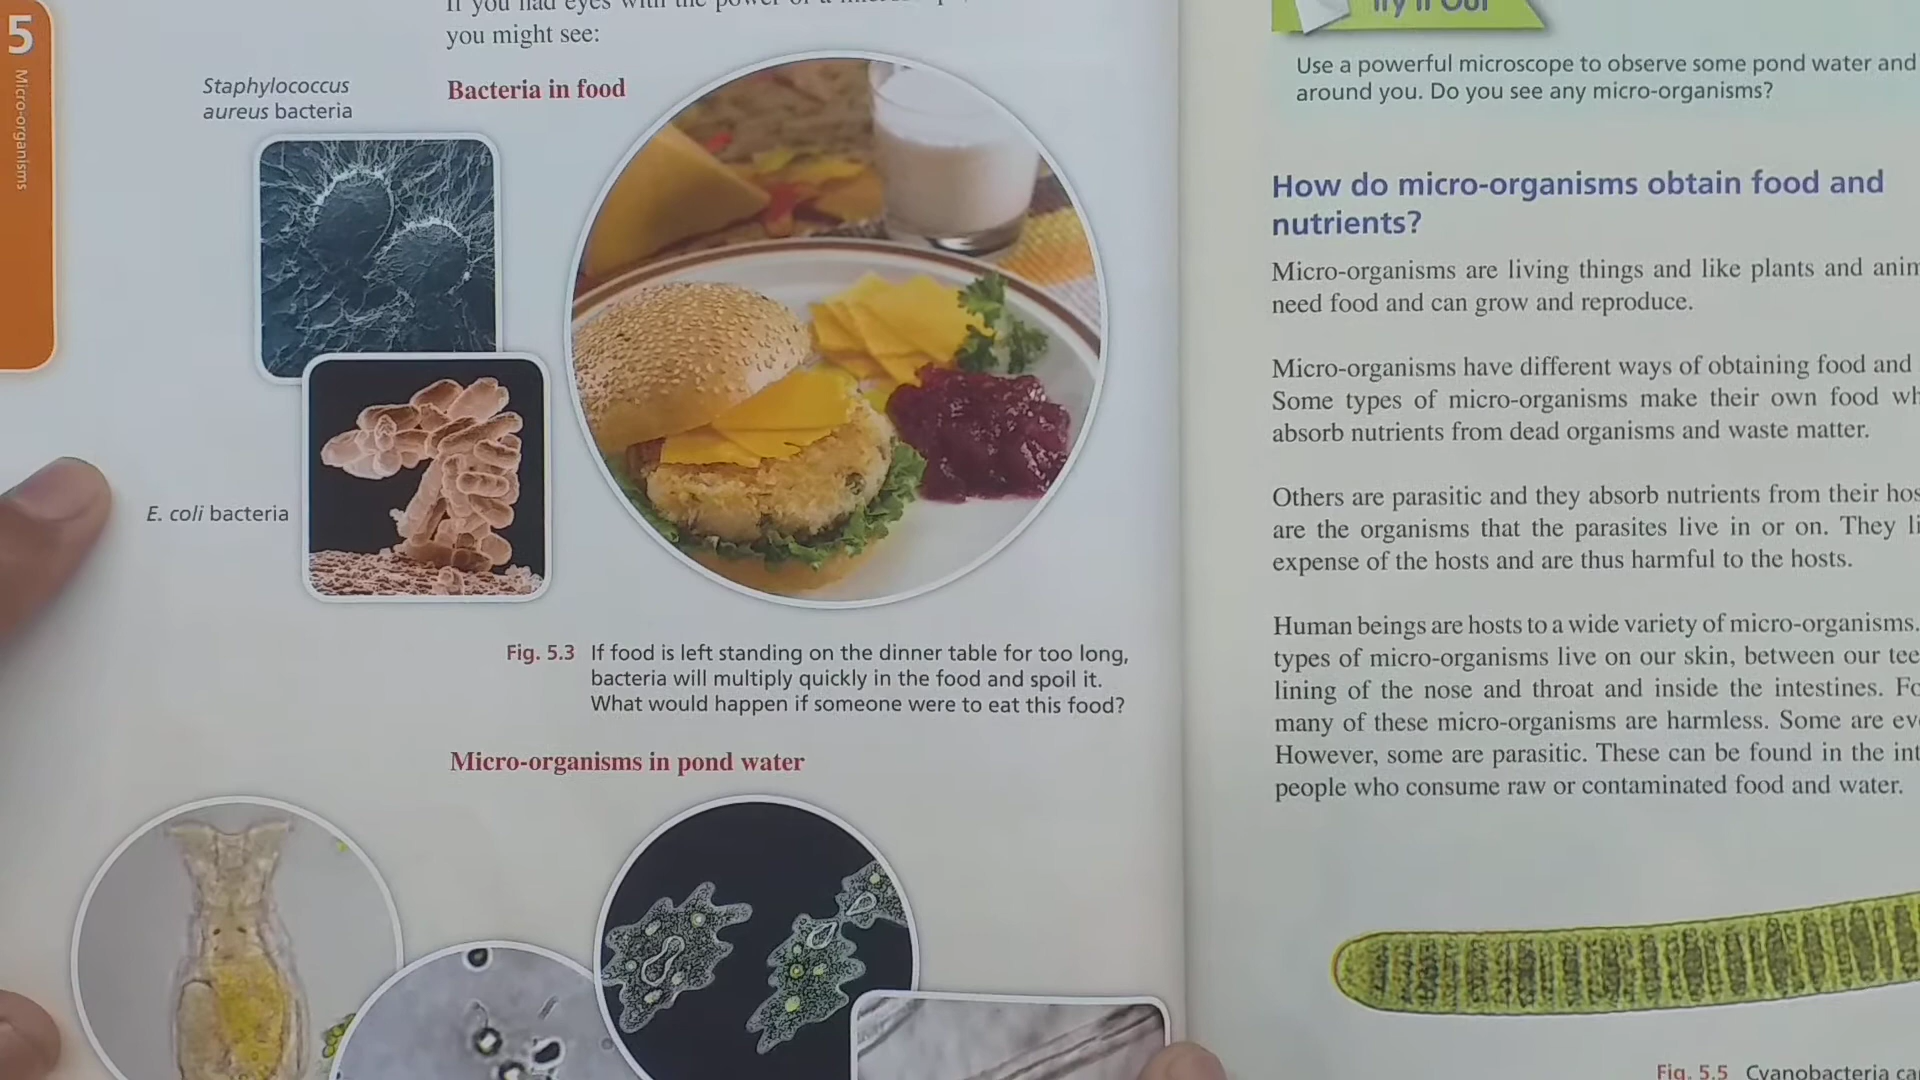 5
Micro-organisms
you might see:
Staphylococcus
aureus bacteria
Bacteria in food
E. coli bacteria
Fig. 5.3 If food is left standing on the dinner table for too long,
bacteria will multiply quickly in the food and spoil it.
What would happen if someone were to eat this food?
Micro-organisms in pond water
Try It Out
Use a powerful microscope to observe some pond water and
around you. Do you see any micro-organisms?
How do micro-organisms obtain food and
nutrients?
Micro-organisms are living things and like plants and
need food and can grow and reproduce.
Micro-organisms have different ways of obtaining food and
Some types of micro-organisms make their own food
absorb nutrients from dead organisms and waste matter.
Others are parasitic and they absorb nutrients from their
are the organisms that the parasites live in or on. They
expense of the hosts and are thus harmful to the hosts.
Human beings are hosts to a wide variety of micro-organisms.
types of micro-organisms live on our skin, between our
lining of the nose and throat and inside the intestines.
many of these micro-organisms are harmless. Some are
However, some are parasitic. These can be found in the
people who consume raw or contaminated food and water.
Fig. 5.5 Cyanobacteria